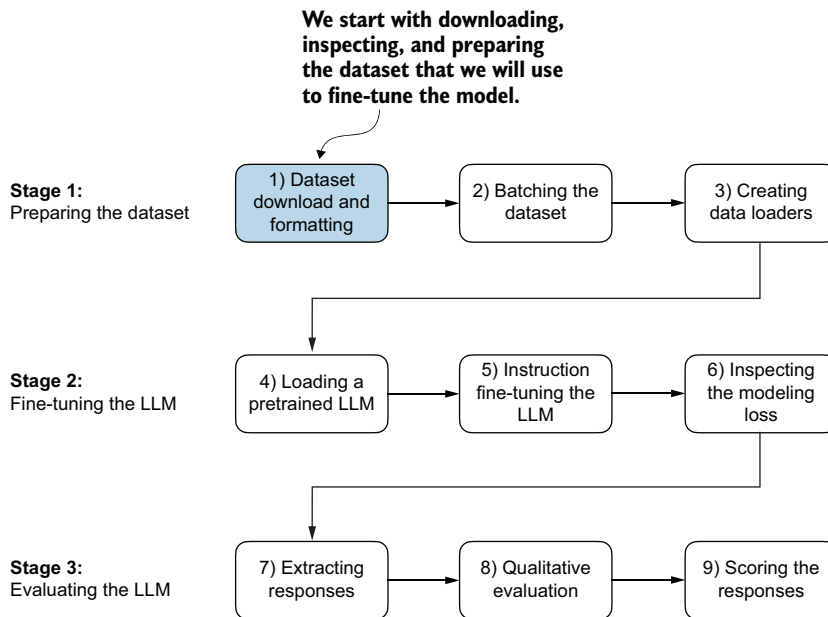 We start with downloading,
inspecting, and preparing
the dataset that we will use
to fine-tune the model.
Stage 1:
Preparing the dataset
1) Dataset
download and
formatting
2) Batching the
dataset
3) Creating
data loaders
Stage 2:
Fine-tuning the LLM
4) Loading a
pretrained LLM
5) Instruction
fine-tuning the
LLM
6) Inspecting
the modeling
loss
Stage 3:
Evaluating the LLM
7) Extracting
responses
8) Qualitative
evaluation
9) Scoring the
responses